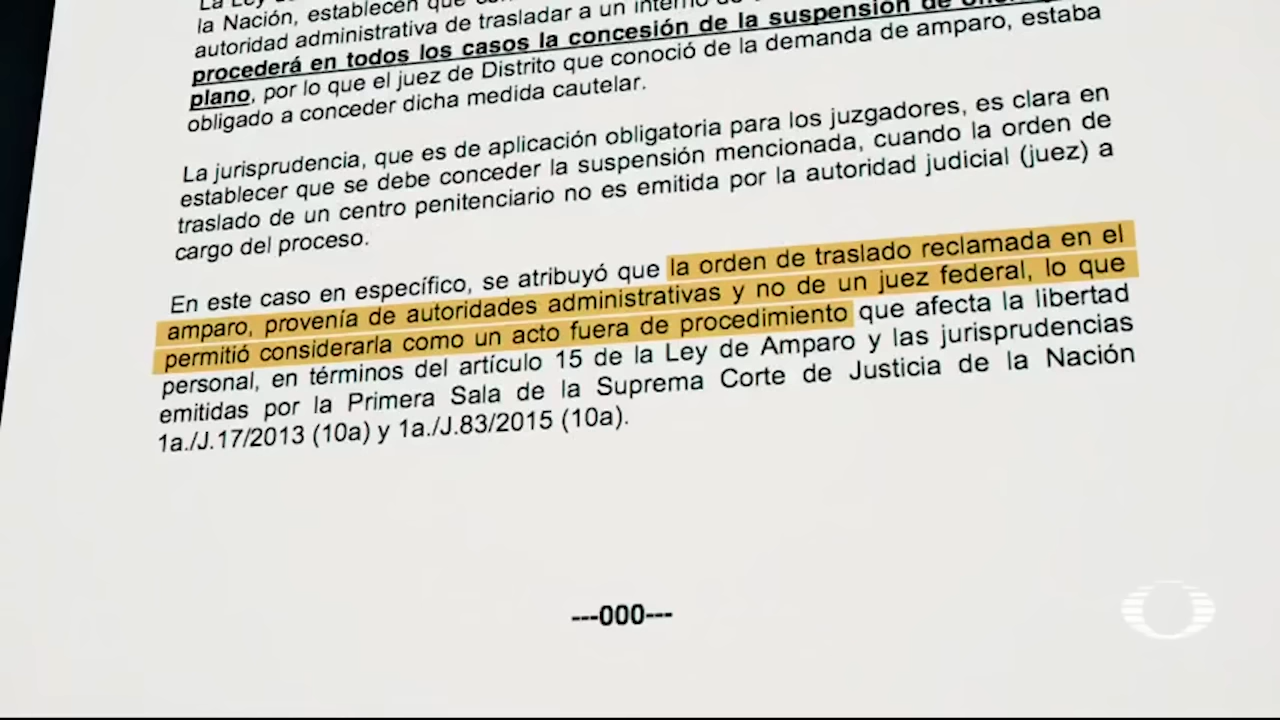 la Nación, establecen que
autoridad administrativa de trasladar a un interno de
procederá en todos los casos la concesión de la suspensión de
plano, por lo que el juez de Distrito que conoció de la demanda de amparo, estaba
obligado a conceder dicha medida cautelar.
La jurisprudencia, que es de aplicación obligatoria para los juzgadores, es clara en
establecer que se debe conceder la suspensión mencionada, cuando la orden de
traslado de un centro penitenciario no es emitida por la autoridad judicial (juez) a
cargo del proceso.
En este caso en específico, se atribuyó que la orden de traslado reclamada en el
amparo, provenía de autoridades administrativas y no de un juez federal, lo que
permitió considerarla como un acto fuera de procedimiento que afecta la libertad
personal, en términos del artículo 15 de la Ley de Amparo y las jurisprudencias
emitidas por la Primera Sala de la Suprema Corte de Justicia de la Nación
1a./J.17/2013 (10a) y 1a./J.83/2015 (10a).
---000---